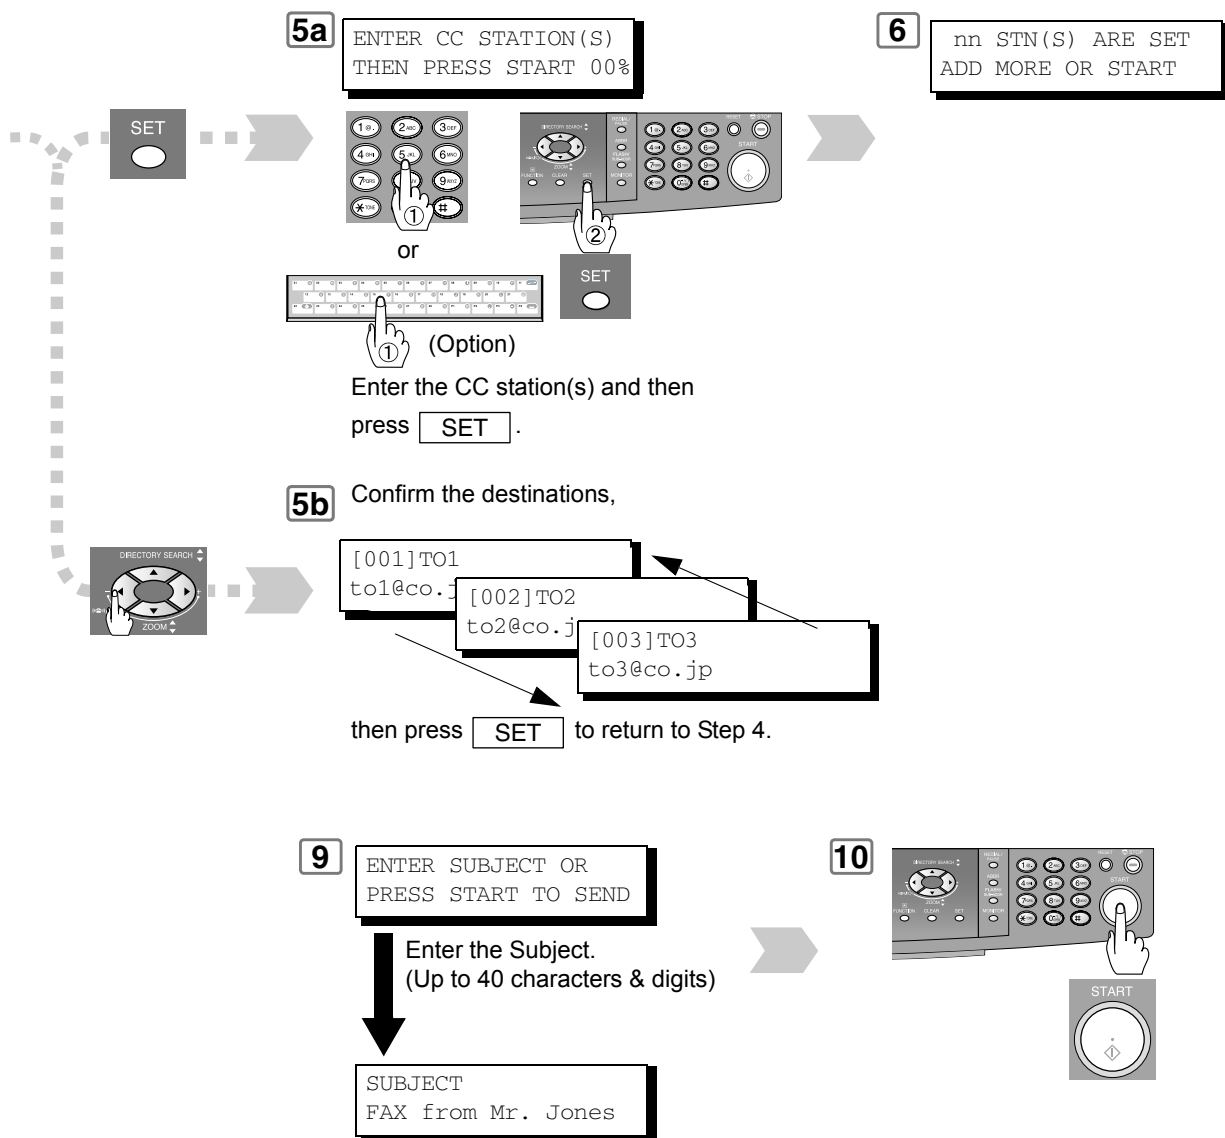 5a
ENTER CC STATION(S)
THEN PRESS START 00%
6
nn STN(S) ARE SET
ADD MORE OR START
SET
or
SET
(Option)
Enter the CC station(s) and then
press SET .
5b
Confirm the destinations,
DIRECTORY SEARCH
ZOOM
[001]TO1
to1@co.j
[002]TO2
to2@co.j
[003]TO3
to3@co.jp
then press SET to return to Step 4.
9
ENTER SUBJECT OR
PRESS START TO SEND
Enter the Subject.
(Up to 40 characters & digits)
SUBJECT
FAX from Mr. Jones
10
START